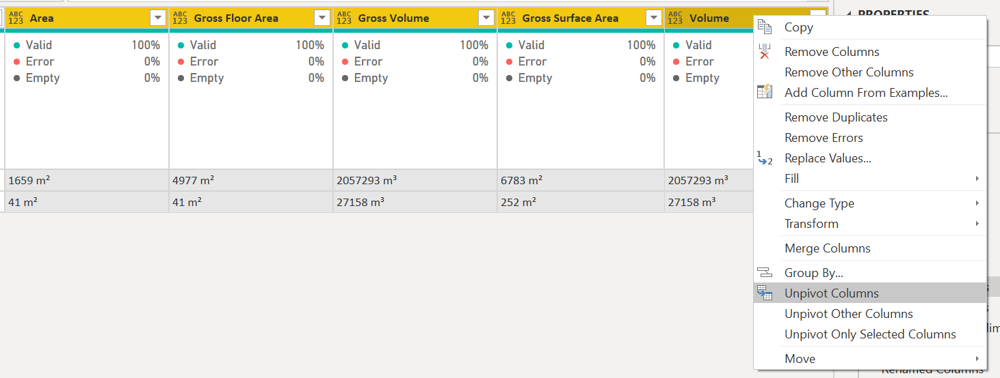 ABC 123 Area ABC 123 Gross Floor Area ABC 123 Gross Volume ABC 123 Gross Surface Area ABC 123 Volume
Valid 100% Valid 100% Valid 100% Valid 100% Valid
Error 0% Error 0% Error 0% Error 0% Error
Empty 0% Empty 0% Empty 0% Empty 0% Empty
1659 m² 4977 m² 2057293 m³ 6783 m² 2057293 m³
41 m² 41 m² 27158 m³ 252 m² 27158 m³
PROPERTIES
Copy
Remove Columns
Remove Other Columns
Add Column From Examples...
Remove Duplicates
Remove Errors
1 2 Replace Values...
Fill
Change Type
Transform
Merge Columns
Group By...
Unpivot Columns
Unpivot Other Columns
Unpivot Only Selected Columns
Move
Renamed Columns